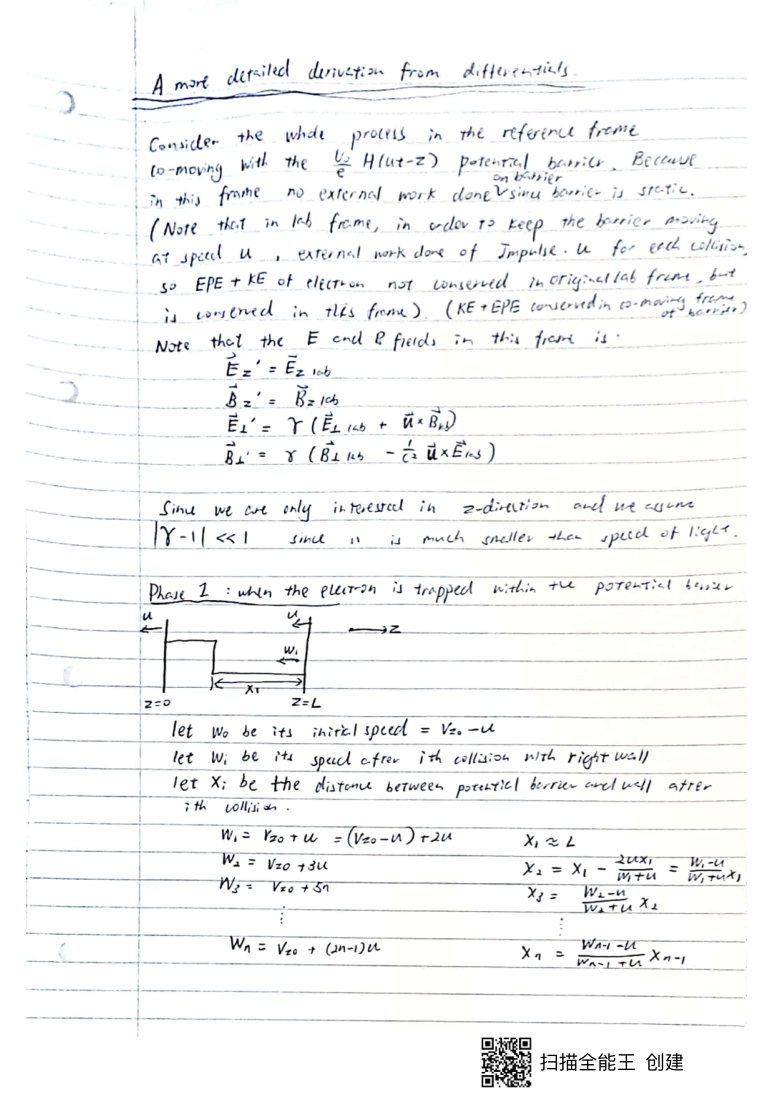 A more detailed derivation from differentials.
Consider the whole process in the reference frame
co-moving with the U₀/e H(ut-z) potential barrier. Because
in this frame no external work done on barrier since barrier is static.
(Note that in lab frame, in order to keep the barrier moving
at speed u, external work done of Impulse · u for each collision,
so EPE + KE of electron not conserved in original lab frame, but
is conserved in this frame). (KE + EPE conserved in co-moving frame
of barrier)
Note that the E and B fields in this frame is:
E⃗z' = E⃗z lab
B⃗z' = B⃗z lab
E⃗⊥' = γ (E⃗⊥ lab + u⃗ × B⃗lab)
B⃗⊥' = γ (B⃗⊥ lab - 1/c² u⃗ × E⃗lab)
Since we are only interested in z-direction and we assume
|γ-1| << 1 since u is much smaller than speed of light.
Phase 1 : when the electron is trapped within the potential barrier
u u → z
W₁
X₁
z=0 z=L
let W₀ be its initial speed = Vz₀ - u
let Wᵢ be its speed after ith collision with right wall
let Xᵢ be the distance between potential barrier and wall after
ith collision.
W₁ = Vz₀ + u = (Vz₀ - u) + 2u X₁ ≈ L
W₂ = Vz₀ + 3u X₂ = X₁ - 2uX₁/(W₁+u) = (W₁-u)/(W₁+u) X₁
W₃ = Vz₀ + 5u X₃ = (W₂-u)/(W₂+u) X₂
⋮ ⋮
Wₙ = Vz₀ + (2n-1)u Xₙ = (Wₙ₋₁ - u)/(Wₙ₋₁ + u) Xₙ₋₁
扫描全能王 创建